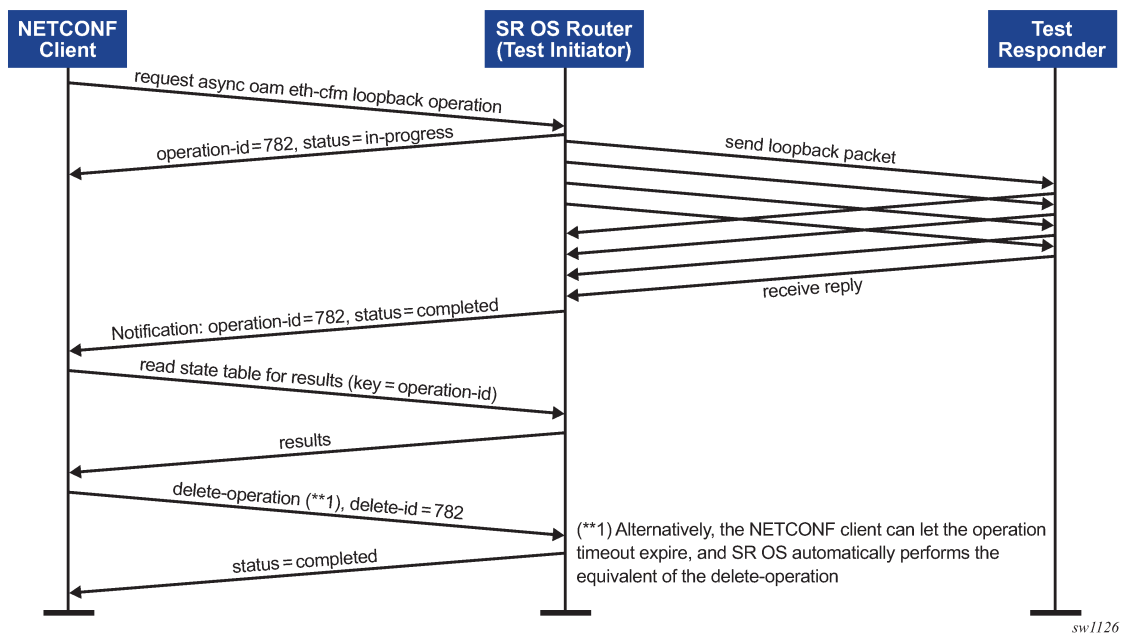 NETCONF
Client
SR OS Router
(Test Initiator)
Test
Responder
request async oam eth-cfm loopback operation
operation-id=782, status=in-progress
send loopback packet
receive reply
Notification: operation-id=782, status=completed
read state table for results (key=operation-id)
results
delete-operation (**1), delete-id=782
(**1) Alternatively, the NETCONF client can let the operation
timeout expire, and SR OS automatically performs the
equivalent of the delete-operation
status=completed
sw1126